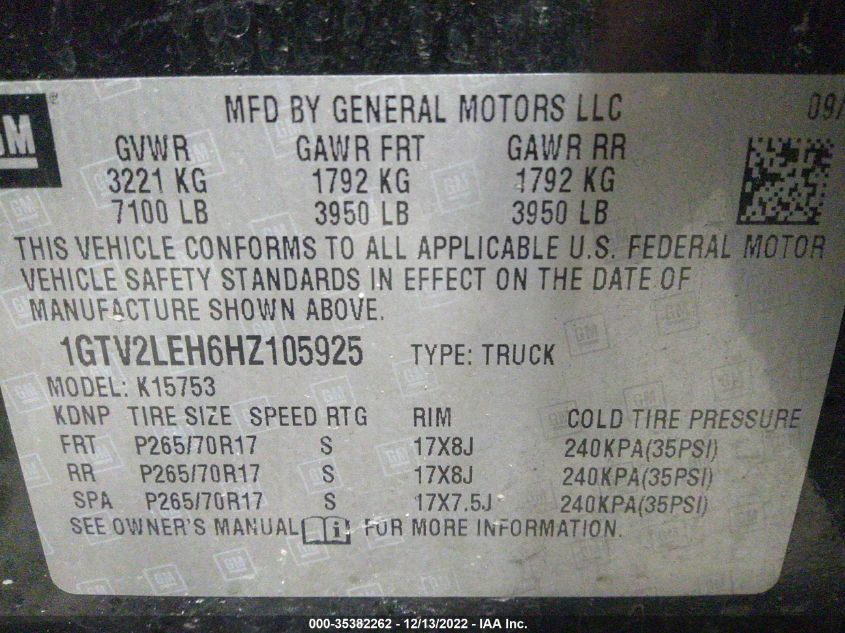 GM ® MFD BY GENERAL MOTORS LLC 09/
GVWR GAWR FRT GAWR RR
3221 KG 1792 KG 1792 KG
7100 LB 3950 LB 3950 LB
THIS VEHICLE CONFORMS TO ALL APPLICABLE U.S. FEDERAL MOTOR
VEHICLE SAFETY STANDARDS IN EFFECT ON THE DATE OF
MANUFACTURE SHOWN ABOVE.
1GTV2LEH6HZ105925 TYPE: TRUCK
MODEL: K15753
KDNP TIRE SIZE SPEED RTG RIM COLD TIRE PRESSURE
FRT P265/70R17 S 17X8J 240KPA(35PSI)
RR P265/70R17 S 17X8J 240KPA(35PSI)
SPA P265/70R17 S 17X7.5J 240KPA(35PSI)
SEE OWNER'S MANUAL i FOR MORE INFORMATION.
000-35382262 - 12/13/2022 - IAA Inc.